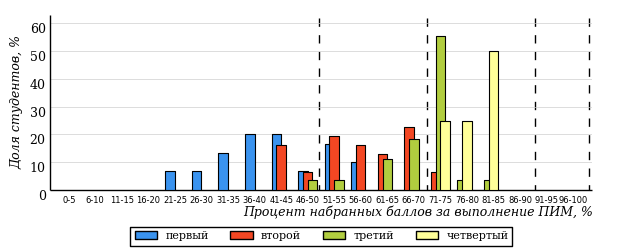 Доля студентов, %
60
50
40
30
20
10
0
0-5 6-10 11-15 16-20 21-25 26-30 31-35 36-40 41-45 46-50 51-55 56-60 61-65 66-70 71-75 76-80 81-85 86-90 91-95 96-100
Процент набранных баллов за выполнение ПИМ, %
первый второй третий четвертый